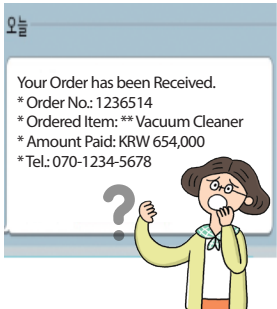 오늘
Your Order has been Received.
* Order No.: 1236514
* Ordered Item: ** Vacuum Cleaner
* Amount Paid: KRW 654,000
* Tel.: 070-1234-5678
?